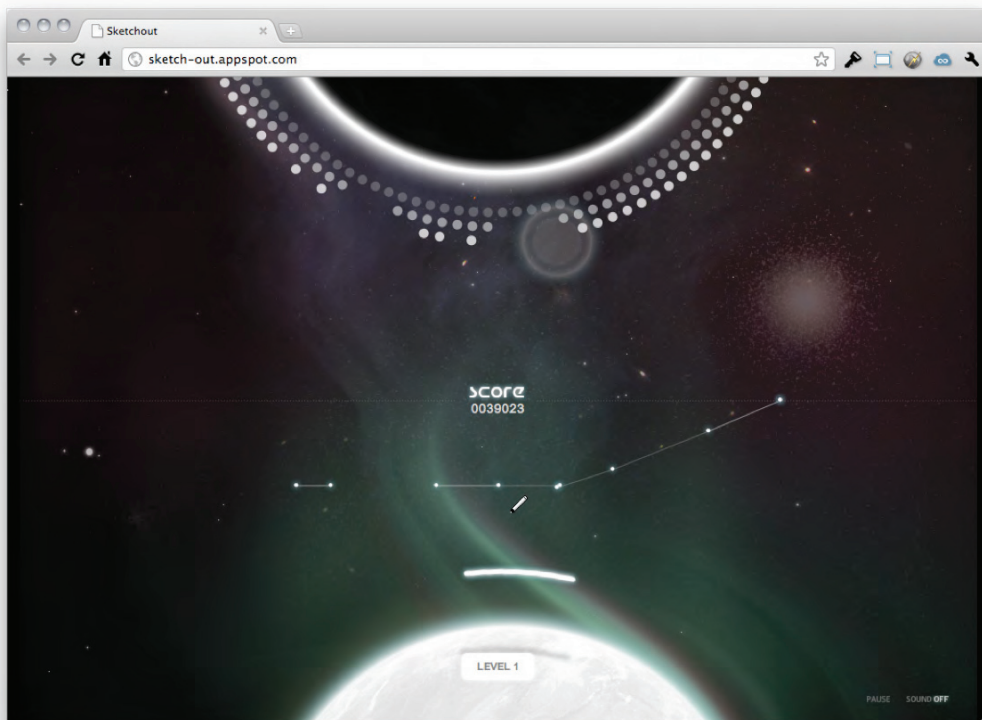 Sketchout
sketch-out.appspot.com
score
0039023
LEVEL 1
PAUSE SOUND OFF